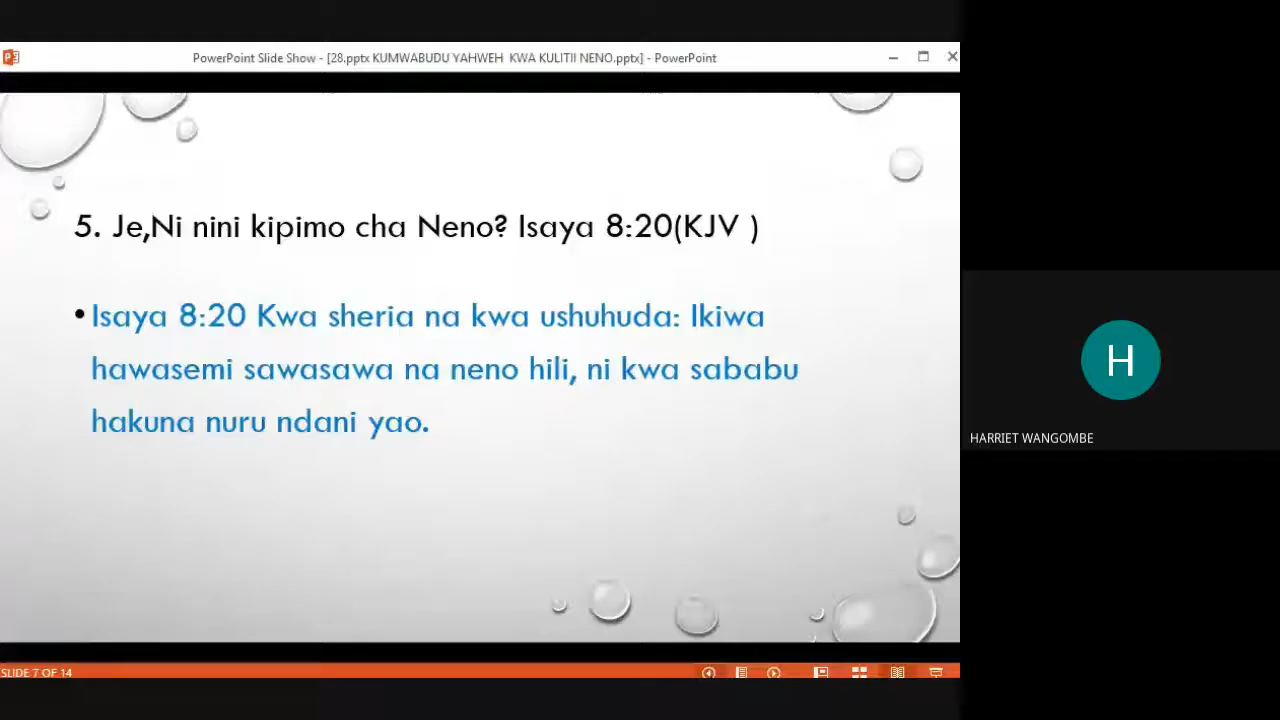 PowerPoint Slide Show - [28.pptx KUMWABUDU YAHWEH KWA KULITII NENO.pptx] - PowerPoint
5. Je,Ni nini kipimo cha Neno? Isaya 8:20(KJV )
• Isaya 8:20 Kwa sheria na kwa ushuhuda: Ikiwa
hawasemi sawasawa na neno hili, ni kwa sababu
hakuna nuru ndani yao.
H
HARRIET WANGOMBE
SLIDE 7 OF 14